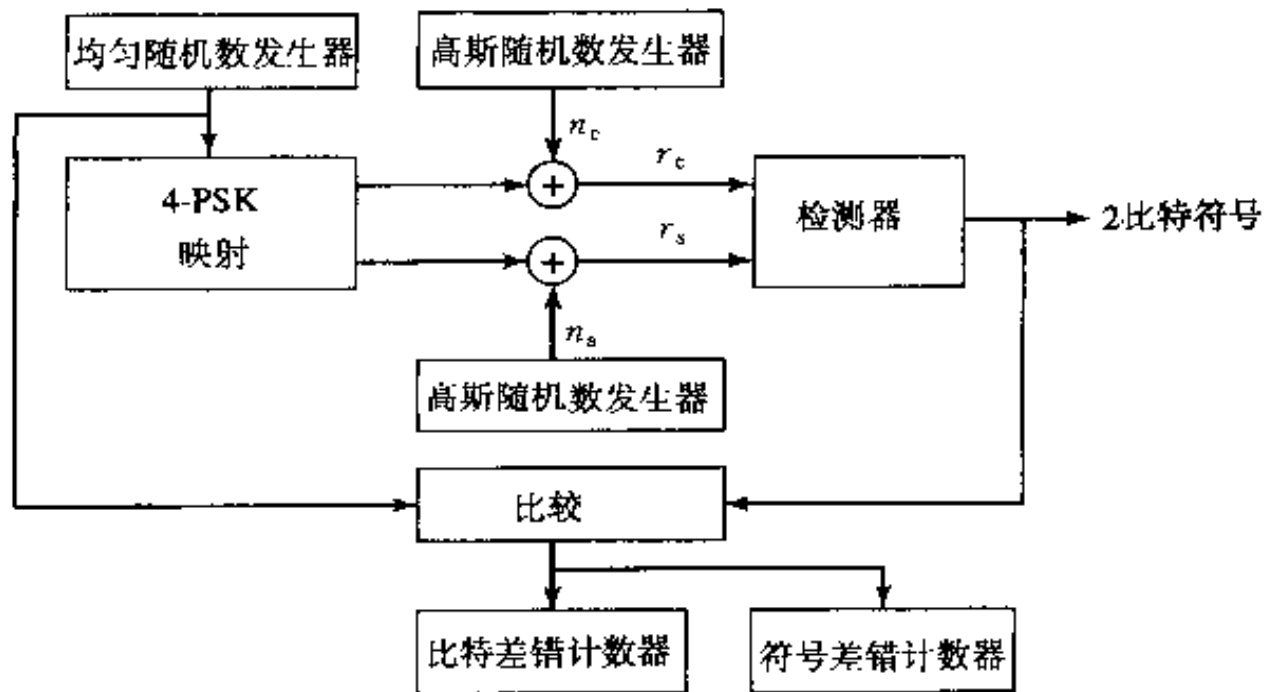 均匀随机数发生器
高斯随机数发生器
n_c
r_c
4-PSK
映射
检测器
2比特符号
r_s
n_s
高斯随机数发生器
比较
比特差错计数器
符号差错计数器